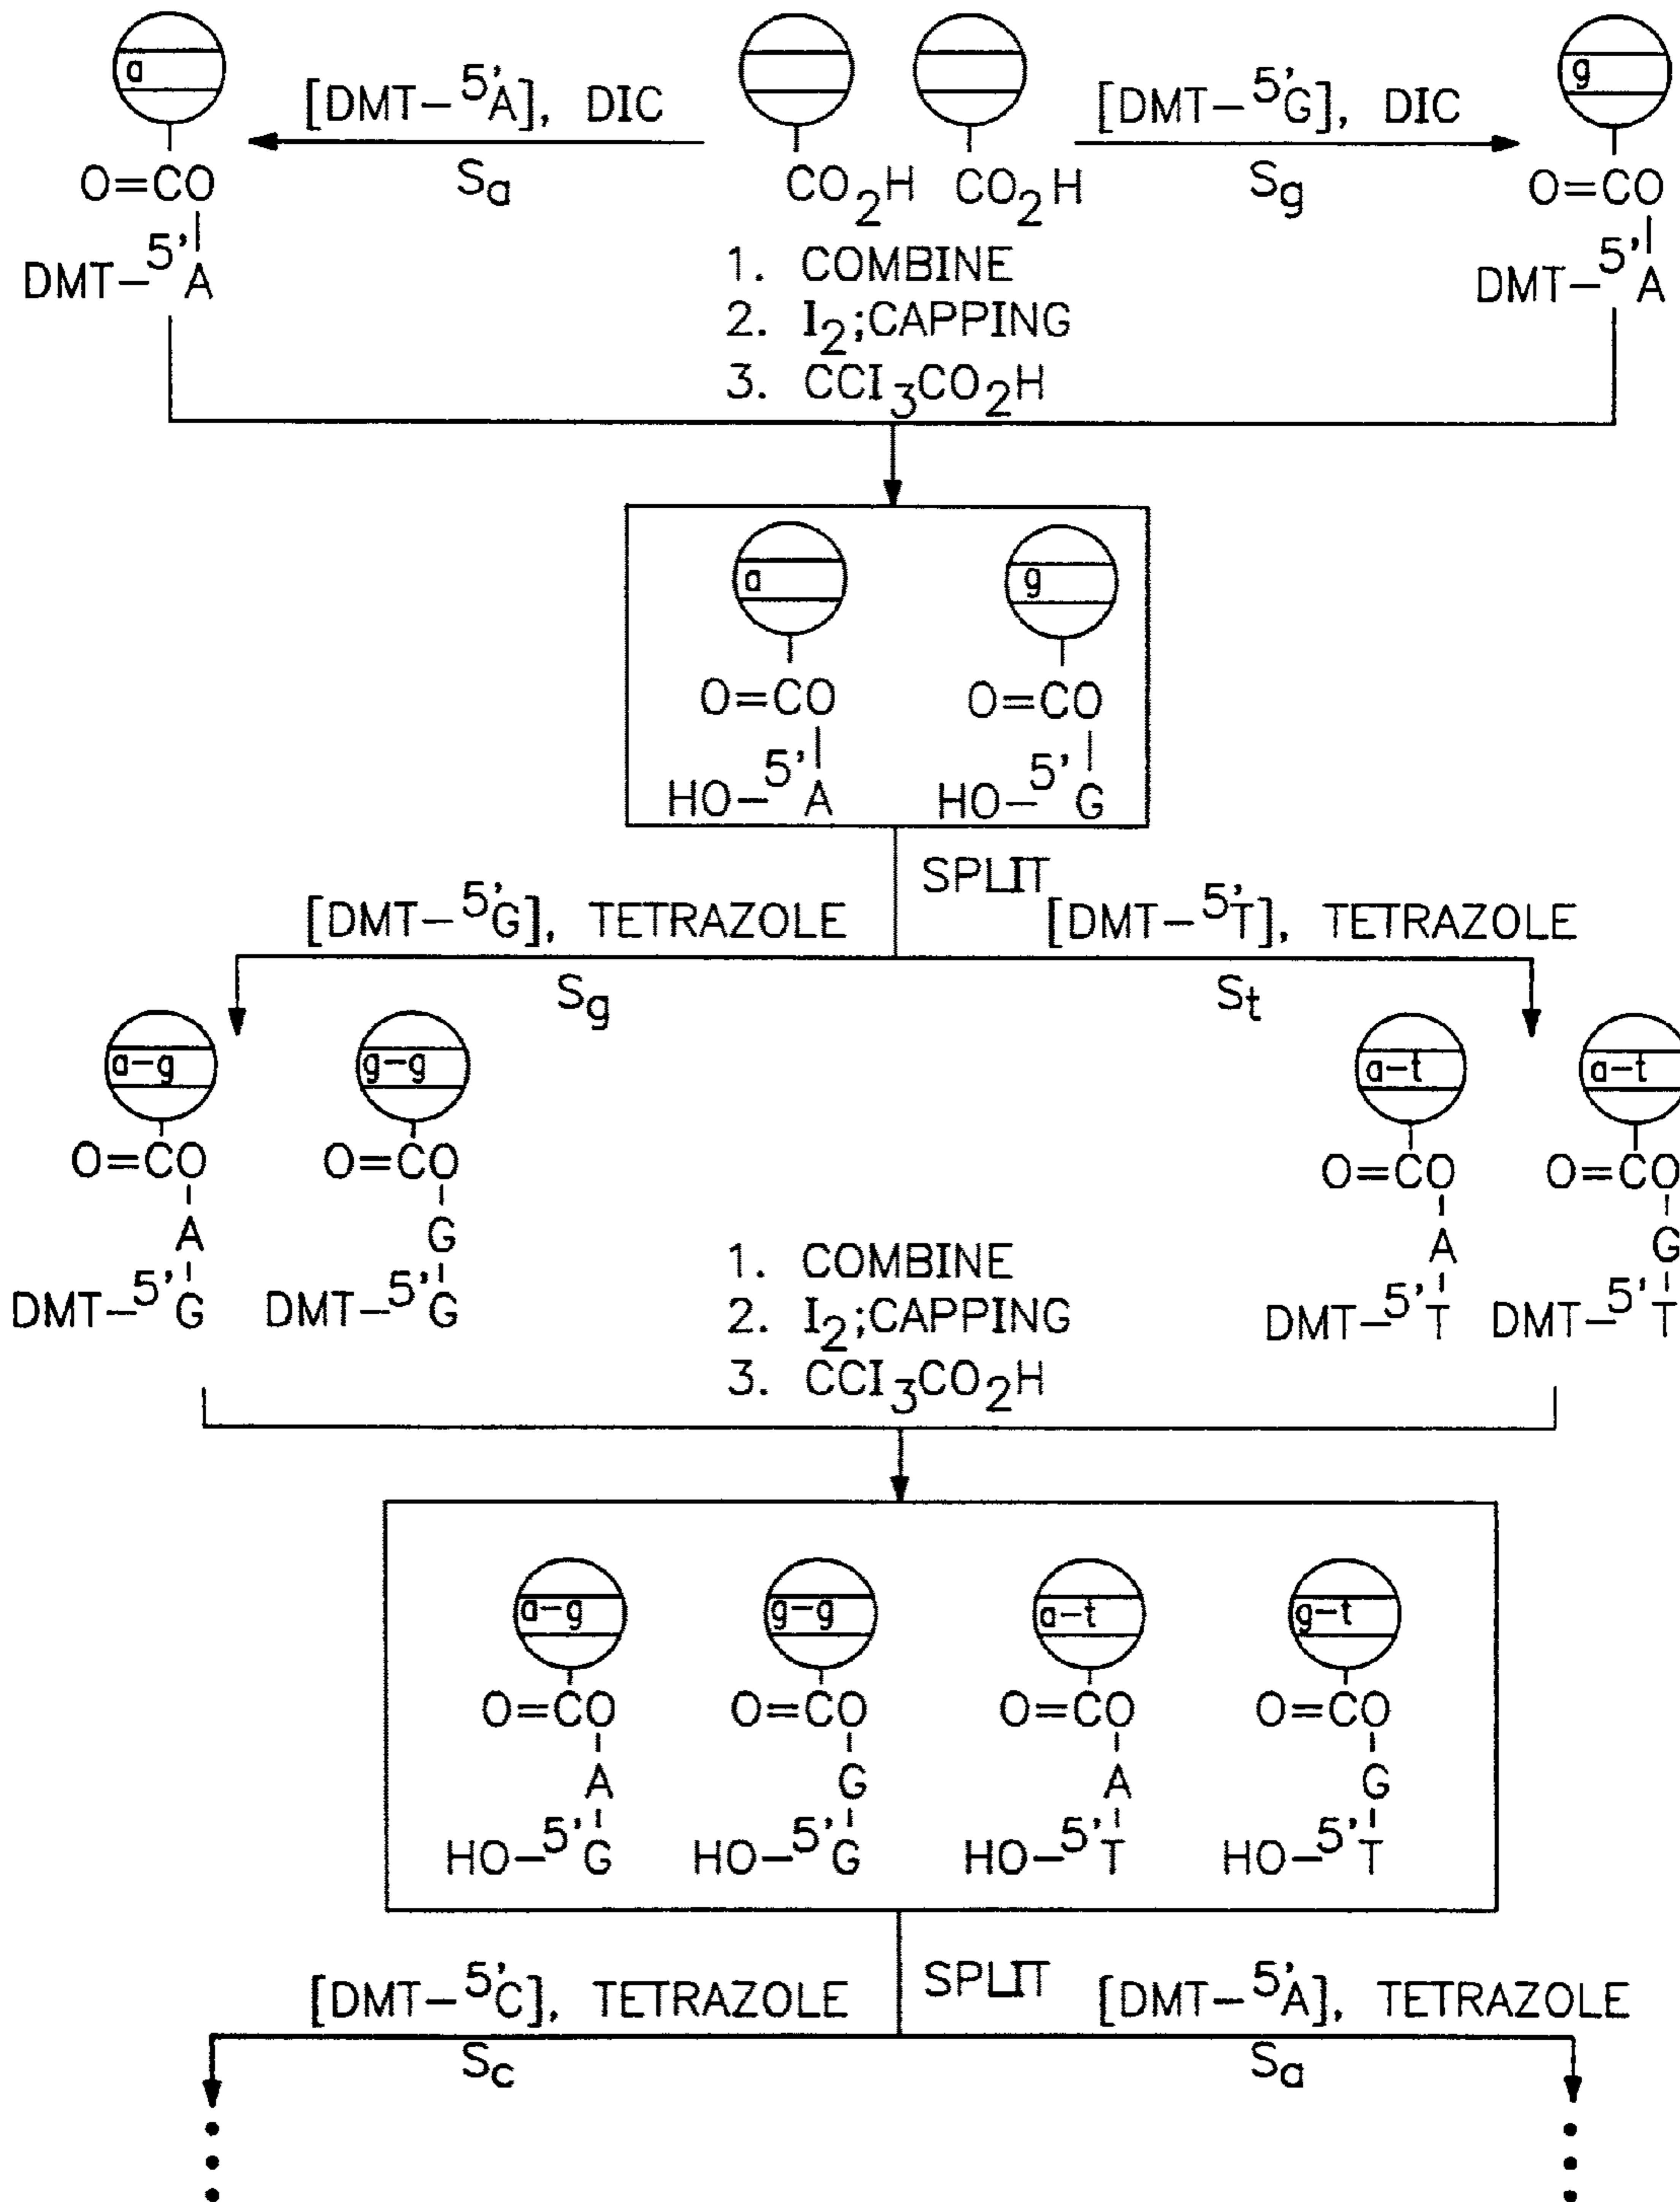 a
g
[DMT-5'A], DIC
[DMT-5'G], DIC
Sa
Sg
O=CO
CO2H CO2H
O=CO
DMT-5'A
DMT-5'A
1. COMBINE
2. I2;CAPPING
3. CCI3CO2H
a
g
O=CO
O=CO
HO-5'A
HO-5'G
SPLIT
[DMT-5'G], TETRAZOLE
[DMT-5'T], TETRAZOLE
Sg
St
a-g
g-g
a-t
a-t
O=CO
O=CO
O=CO
O=CO
A
G
A
G
DMT-5'G
DMT-5'G
DMT-5'T
DMT-5'T
1. COMBINE
2. I2;CAPPING
3. CCI3CO2H
a-g
g-g
a-t
g-t
O=CO
O=CO
O=CO
O=CO
A
G
A
G
HO-5'G
HO-5'G
HO-5'T
HO-5'T
SPLIT
[DMT-5'C], TETRAZOLE
[DMT-5'A], TETRAZOLE
Sc
Sa